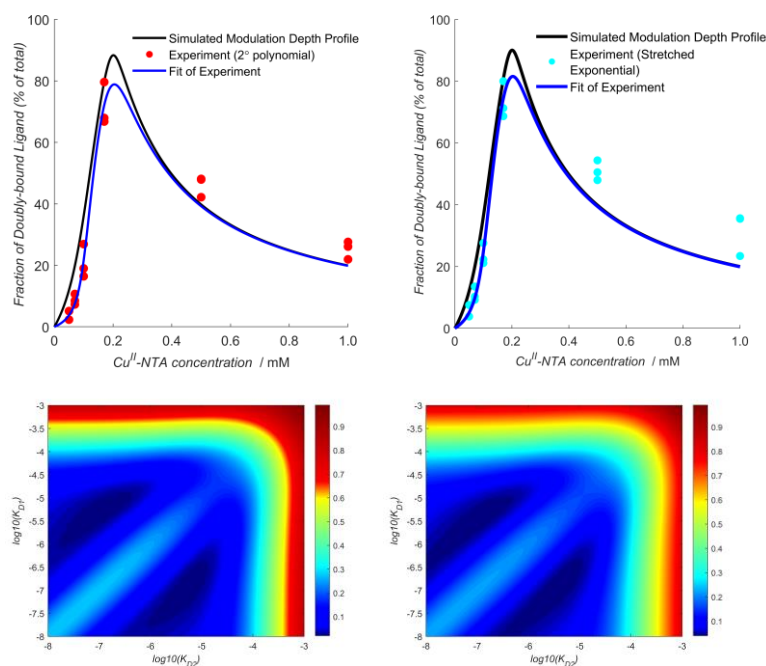 100
80
60
40
20
0
Fraction of Doubly-bound Ligand (% of total)
Simulated Modulation Depth Profile
Experiment (2° polynomial)
Fit of Experiment
0 0.2 0.4 0.6 0.8 1.0
Cu^II-NTA concentration / mM
100
80
60
40
20
0
Fraction of Doubly-bound Ligand (% of total)
Simulated Modulation Depth Profile
Experiment (Stretched
Exponential)
Fit of Experiment
0 0.2 0.4 0.6 0.8 1.0
Cu^II-NTA concentration / mM
-3
-3.5
-4
-4.5
-5
-5.5
-6
-6.5
-7
-7.5
-8
log10(K_D1)
-8 -7 -6 -5 -4 -3
log10(K_D2)
0.9
0.8
0.7
0.6
0.5
0.4
0.3
0.2
0.1
-3
-3.5
-4
-4.5
-5
-5.5
-6
-6.5
-7
-7.5
-8
log10(K_D1)
-8 -7 -6 -5 -4 -3
log10(K_D2)
0.9
0.8
0.7
0.6
0.5
0.4
0.3
0.2
0.1